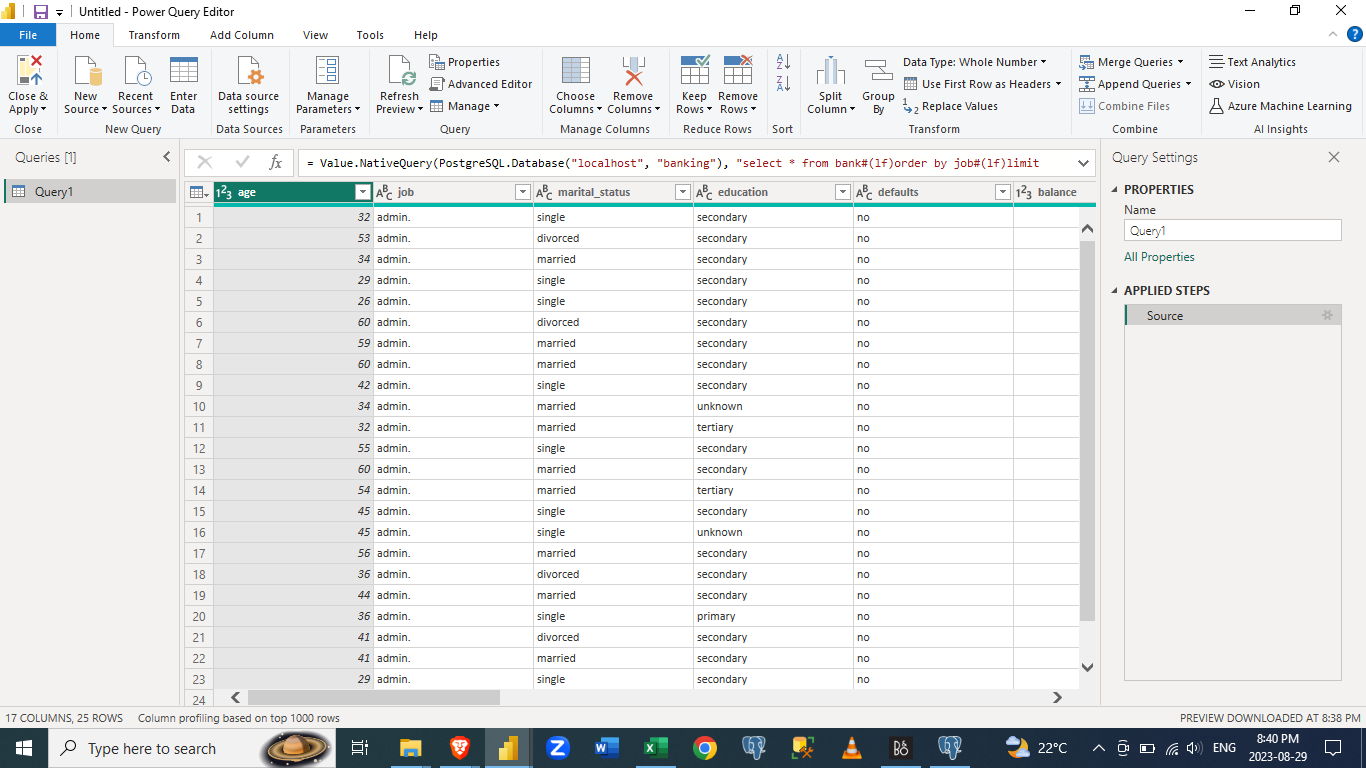 Untitled - Power Query Editor
File Home Transform Add Column View Tools Help
Close & Apply
New Source
Recent Sources
Enter Data
Data source settings
Manage Parameters
Refresh Preview
Properties
Advanced Editor
Manage
Choose Columns
Remove Columns
Keep Rows
Remove Rows
Split Column
Group By
Data Type: Whole Number
Use First Row as Headers
Replace Values
Merge Queries
Append Queries
Combine Files
Text Analytics
Vision
Azure Machine Learning
Close New Query Data Sources Parameters Query Manage Columns Reduce Rows Sort Transform Combine AI Insights
Queries [1]
Query1
fx = Value.NativeQuery(PostgreSQL.Database("localhost", "banking"), "select * from bank#(lf)order by job#(lf)limit
age job marital_status education defaults balance
1 32 admin. single secondary no
2 53 admin. divorced secondary no
3 34 admin. married secondary no
4 29 admin. single secondary no
5 26 admin. single secondary no
6 60 admin. divorced secondary no
7 59 admin. married secondary no
8 60 admin. married secondary no
9 42 admin. single secondary no
10 34 admin. married unknown no
11 32 admin. married tertiary no
12 55 admin. single secondary no
13 60 admin. married secondary no
14 54 admin. married tertiary no
15 45 admin. single secondary no
16 45 admin. single unknown no
17 56 admin. married secondary no
18 36 admin. divorced secondary no
19 44 admin. married secondary no
20 36 admin. single primary no
21 41 admin. divorced secondary no
22 41 admin. married secondary no
23 29 admin. single secondary no
24
Query Settings
PROPERTIES
Name
Query1
All Properties
APPLIED STEPS
Source
17 COLUMNS, 25 ROWS Column profiling based on top 1000 rows
PREVIEW DOWNLOADED AT 8:38 PM
Type here to search
22°C
ENG
8:40 PM
2023-08-29